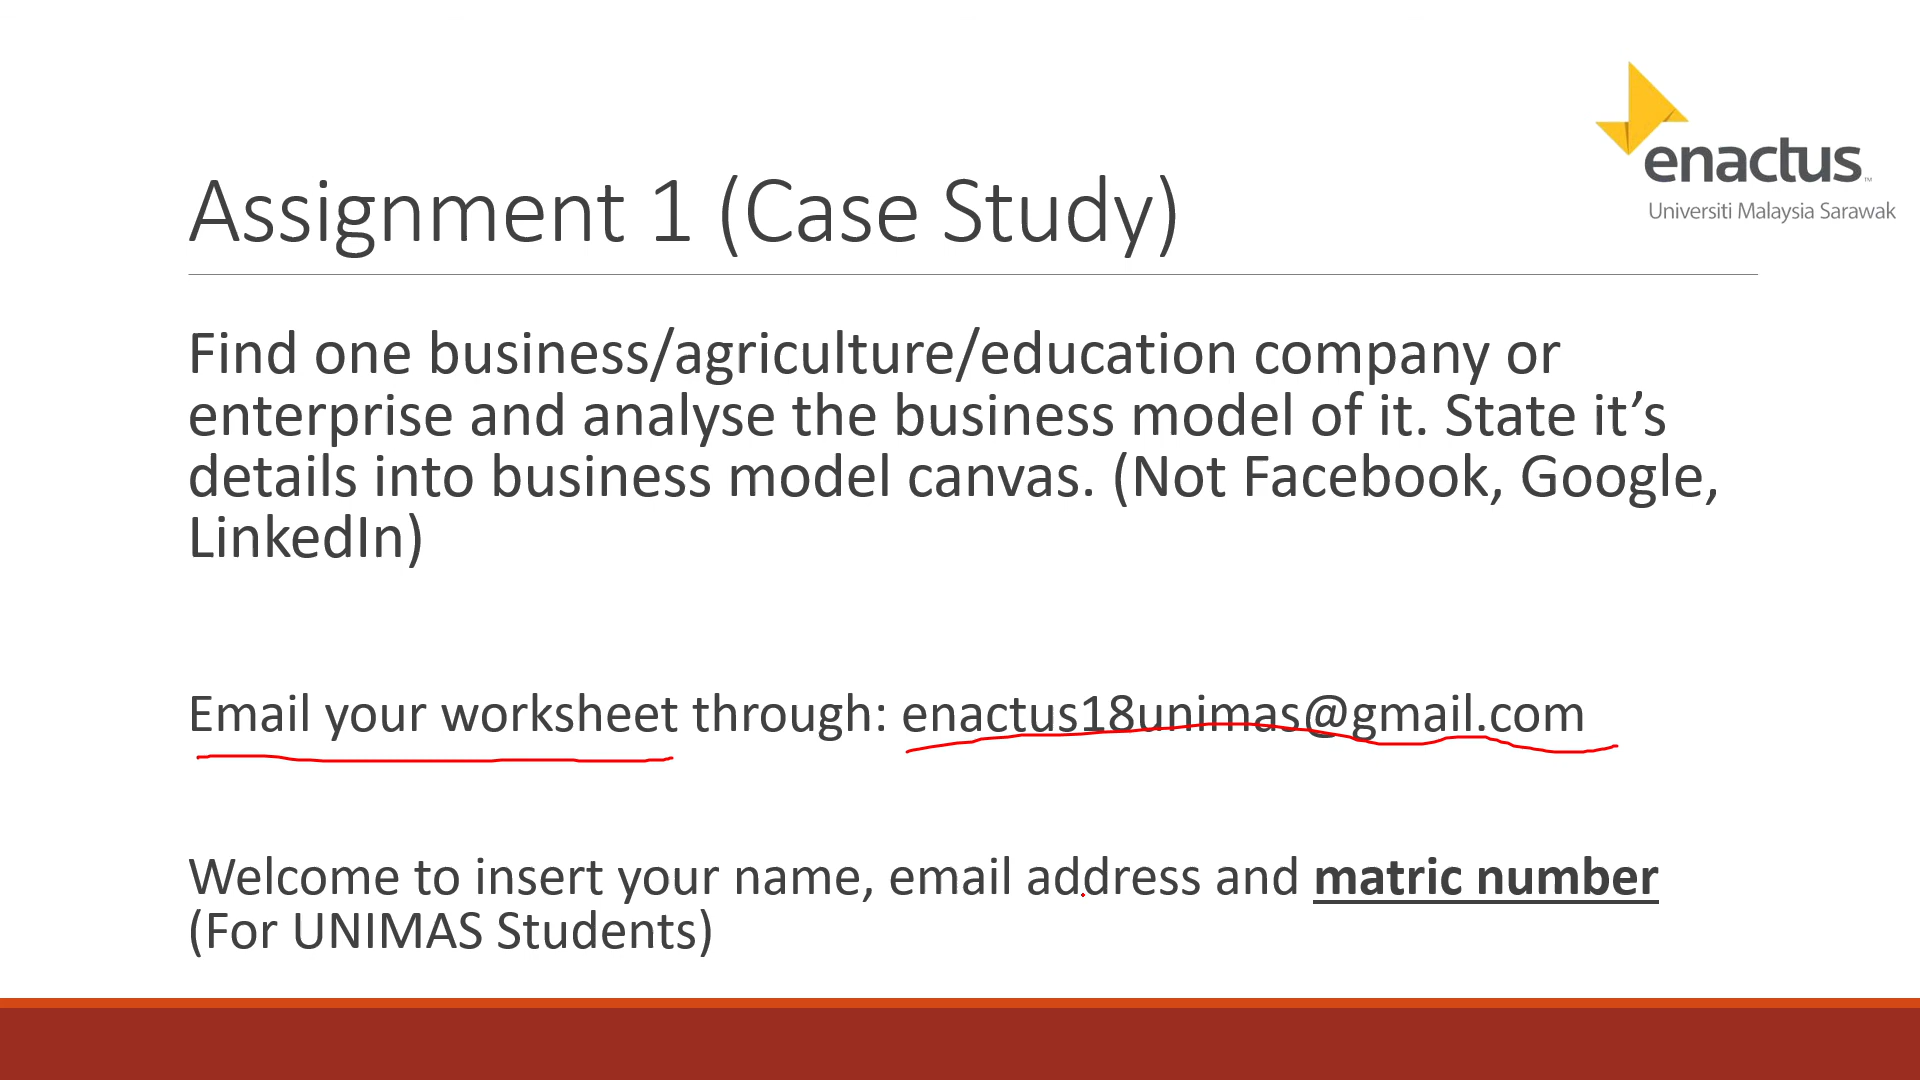 enactus™
Universiti Malaysia Sarawak
Assignment 1 (Case Study)
Find one business/agriculture/education company or
enterprise and analyse the business model of it. State it’s
details into business model canvas. (Not Facebook, Google,
LinkedIn)
Email your worksheet through: enactus18unimas@gmail.com
Welcome to insert your name, email address and matric number
(For UNIMAS Students)